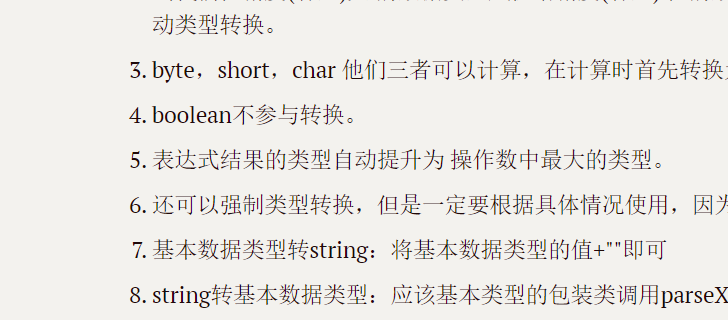 动类型转换。
3. byte，short，char 他们三者可以计算，在计算时首先转换
4. boolean不参与转换。
5. 表达式结果的类型自动提升为 操作数中最大的类型。
6. 还可以强制类型转换，但是一定要根据具体情况使用，因为
7. 基本数据类型转string：将基本数据类型的值+""即可
8. string转基本数据类型：应该基本类型的包装类调用parseX